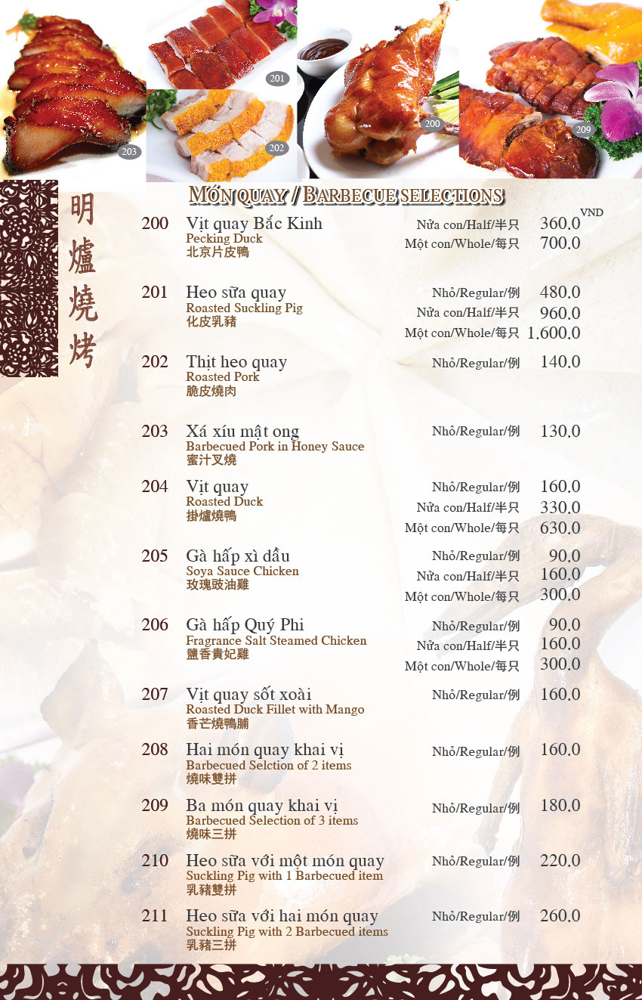 203
201
202
200
209
明爐燒烤
MÓN QUAY / BARBECUE SELECTIONS
VND
200 Vịt quay Bắc Kinh Nửa con/Half/半只 360.0
Pecking Duck Một con/Whole/每只 700.0
北京片皮鴨
201 Heo sữa quay Nhỏ/Regular/例 480.0
Roasted Suckling Pig Nửa con/Half/半只 960.0
化皮乳豬 Một con/Whole/每只 1.600.0
202 Thịt heo quay Nhỏ/Regular/例 140.0
Roasted Pork
脆皮燒肉
203 Xá xíu mật ong Nhỏ/Regular/例 130.0
Barbecued Pork in Honey Sauce
蜜汁叉燒
204 Vịt quay Nhỏ/Regular/例 160.0
Roasted Duck Nửa con/Half/半只 330.0
掛爐燒鴨 Một con/Whole/每只 630.0
205 Gà hấp xì dầu Nhỏ/Regular/例 90.0
Soya Sauce Chicken Nửa con/Half/半只 160.0
玫瑰豉油雞 Một con/Whole/每只 300.0
206 Gà hấp Quý Phi Nhỏ/Regular/例 90.0
Fragrance Salt Steamed Chicken Nửa con/Half/半只 160.0
鹽香貴妃雞 Một con/Whole/每只 300.0
207 Vịt quay sốt xoài Nhỏ/Regular/例 160.0
Roasted Duck Fillet with Mango
香芒燒鴨脯
208 Hai món quay khai vị Nhỏ/Regular/例 160.0
Barbecued Selction of 2 items
燒味雙拼
209 Ba món quay khai vị Nhỏ/Regular/例 180.0
Barbecued Selection of 3 items
燒味三拼
210 Heo sữa với một món quay Nhỏ/Regular/例 220.0
Suckling Pig with 1 Barbecued item
乳豬雙拼
211 Heo sữa với hai món quay Nhỏ/Regular/例 260.0
Suckling Pig with 2 Barbecued items
乳豬三拼